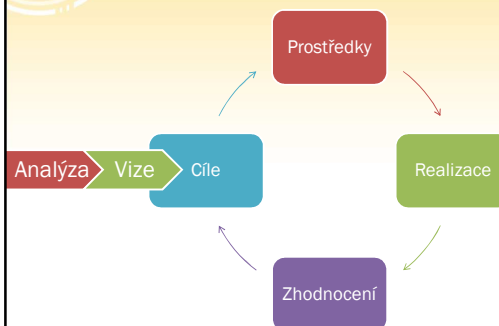 Prostředky
Analýza
Vize
Cíle
Realizace
Zhodnocení